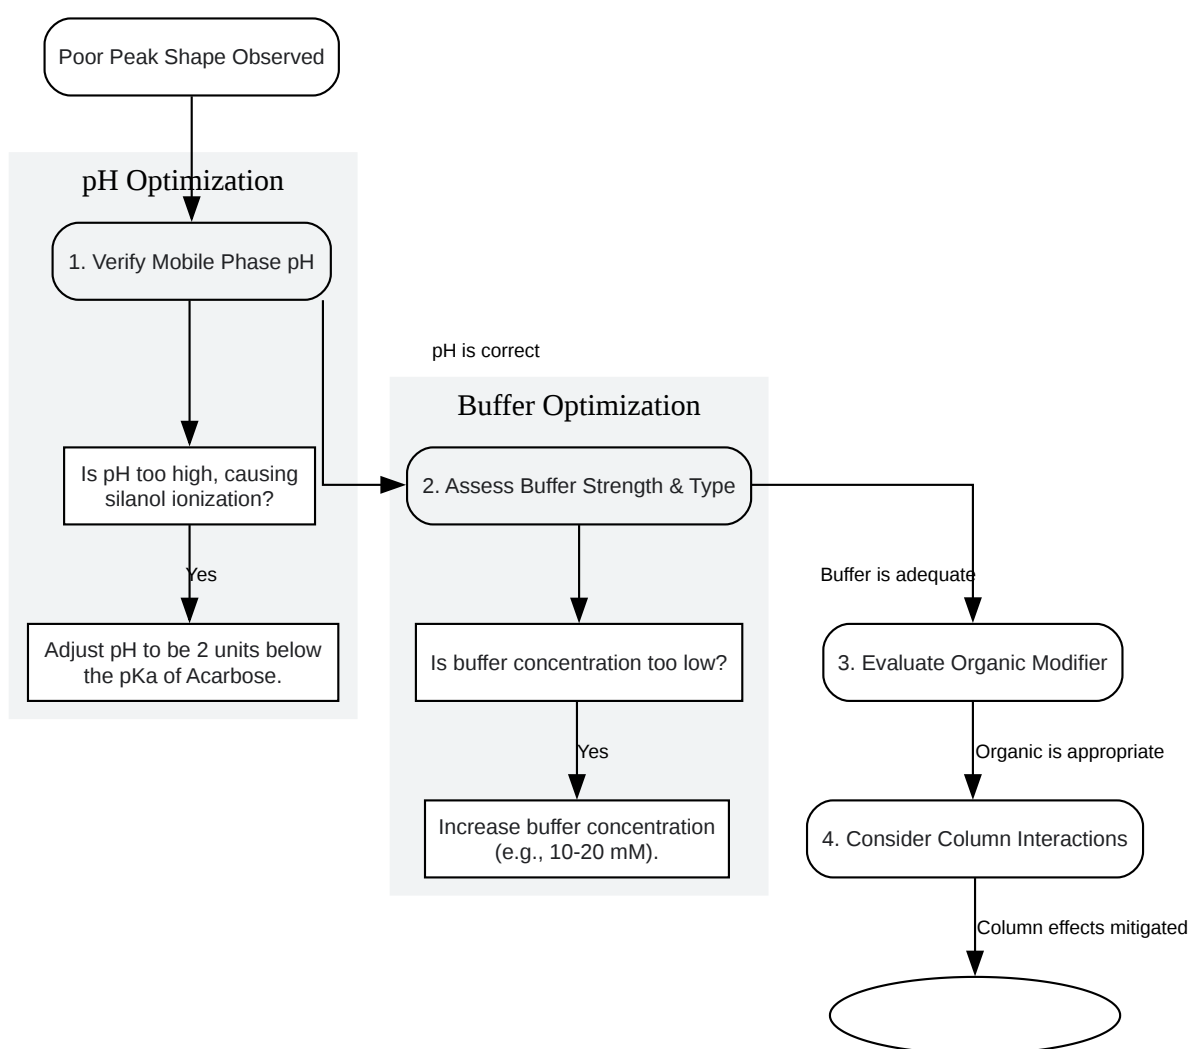 Poor Peak Shape Observed
pH Optimization
1. Verify Mobile Phase pH
pH is correct
Buffer Optimization
Is pH too high, causing
silanol ionization?
2. Assess Buffer Strength & Type
Yes
Buffer is adequate
Adjust pH to be 2 units below
the pKa of Acarbose.
Is buffer concentration too low?
3. Evaluate Organic Modifier
Yes
Organic is appropriate
Increase buffer concentration
(e.g., 10-20 mM).
4. Consider Column Interactions
Column effects mitigated